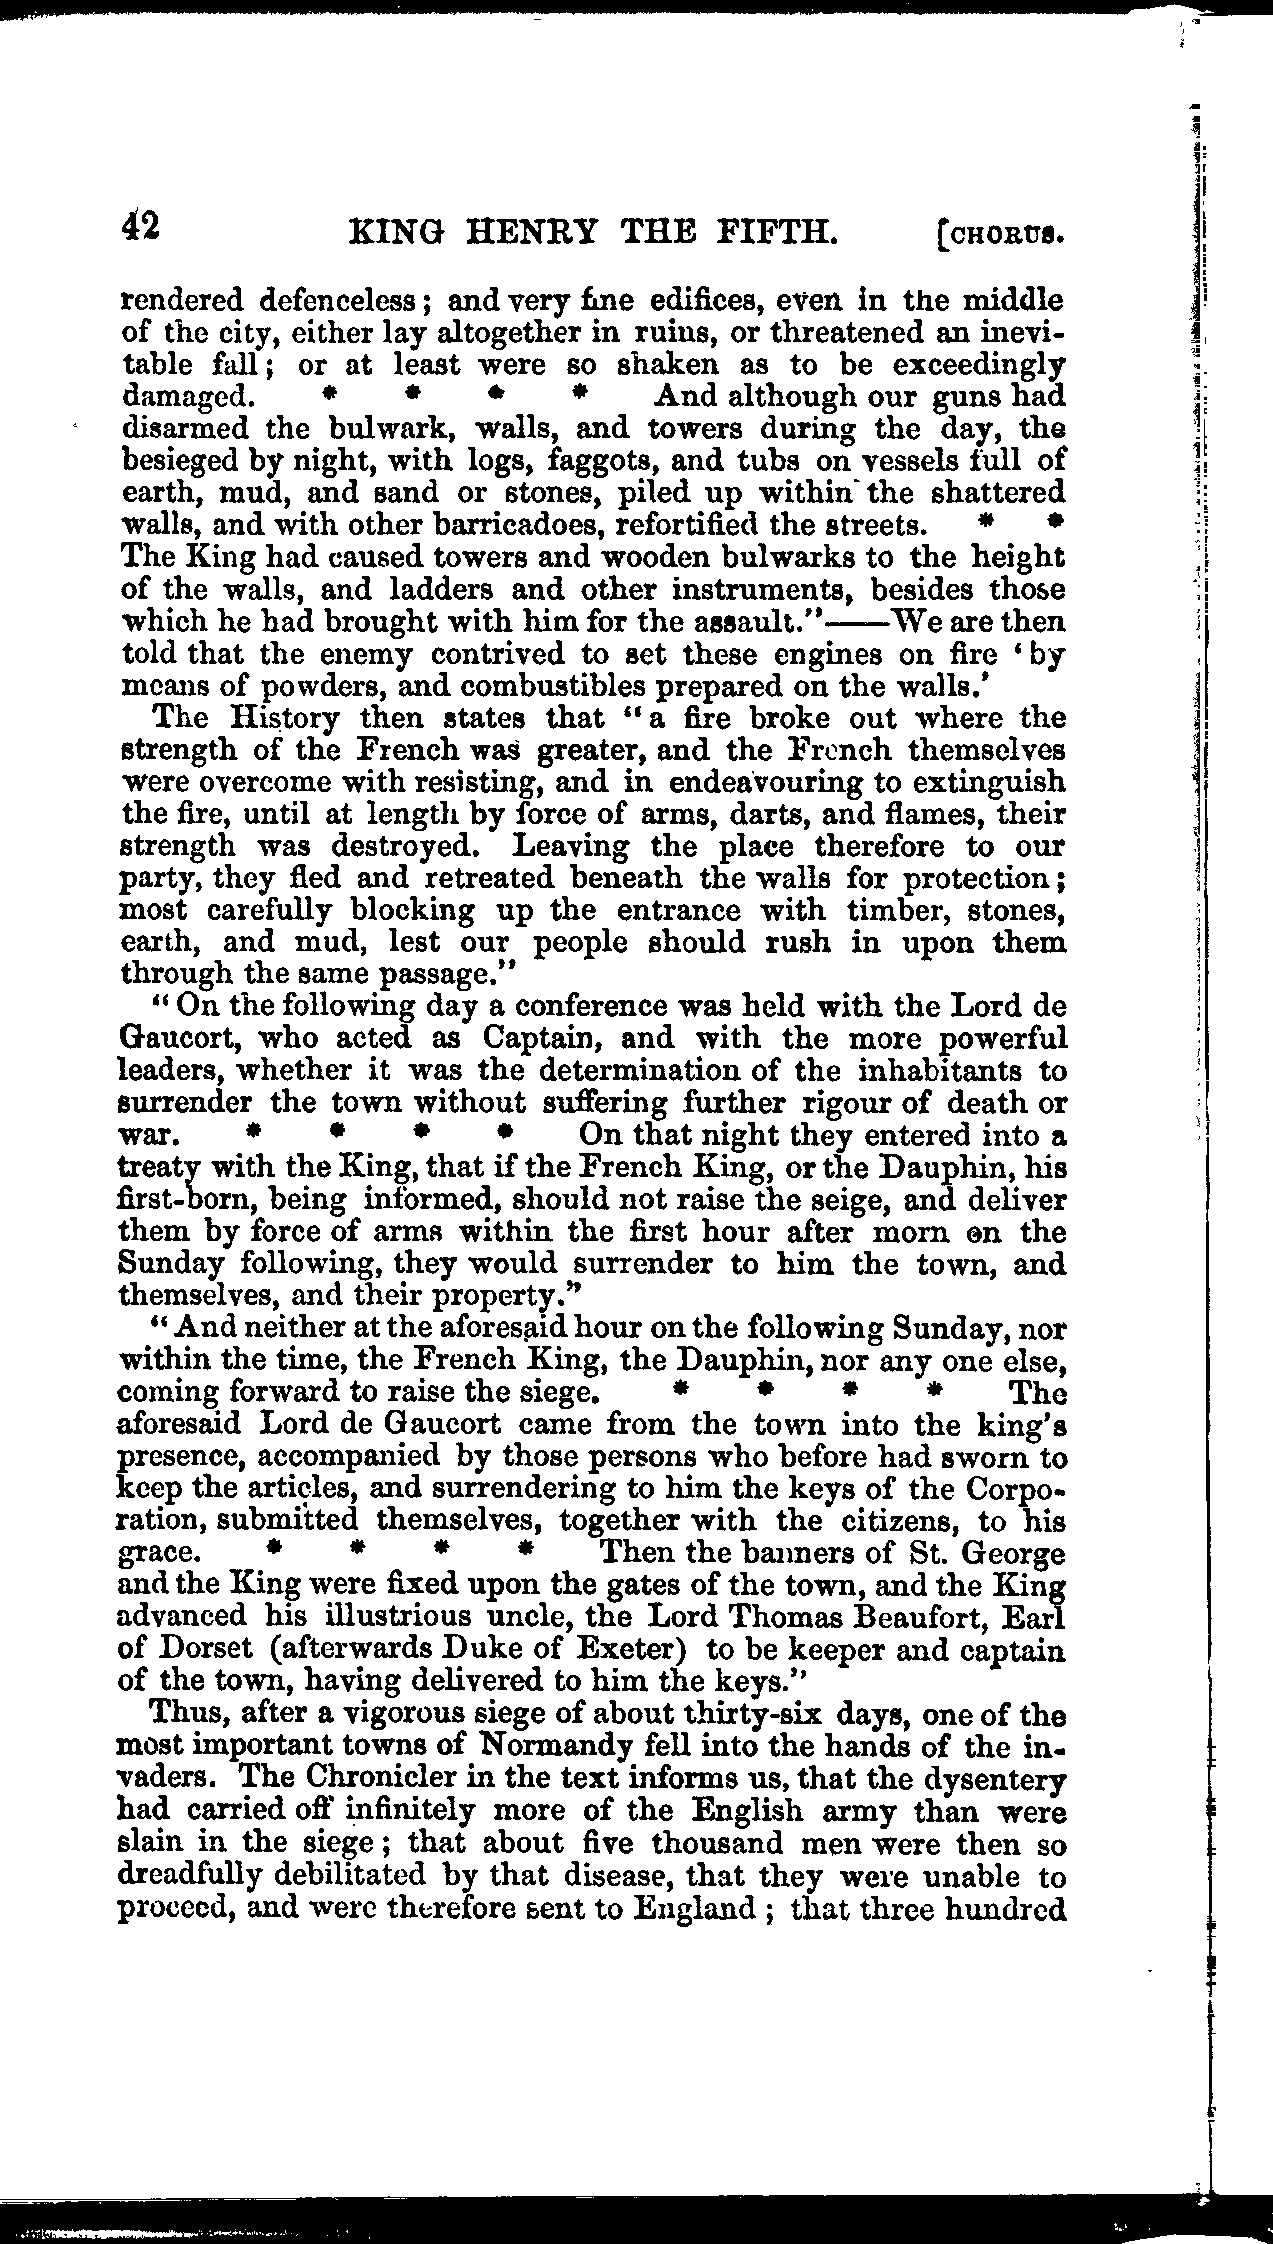 42 KING HENRY THE FIFTH. [CHORUS.
rendered defenceless; and very fine edifices, even in the middle
of the city, either lay altogether in ruins, or threatened an inevi-
table fall; or at least were so shaken as to be exceedingly
damaged. * * * * And although our guns had
disarmed the bulwark, walls, and towers during the day, the
besieged by night, with logs, faggots, and tubs on vessels full of
earth, mud, and sand or stones, piled up within the shattered
walls, and with other barricadoes, refortified the streets. * *
The King had caused towers and wooden bulwarks to the height
of the walls, and ladders and other instruments, besides those
which he had brought with him for the assault."——We are then
told that the enemy contrived to set these engines on fire 'by
means of powders, and combustibles prepared on the walls.'
The History then states that "a fire broke out where the
strength of the French was greater, and the French themselves
were overcome with resisting, and in endeavouring to extinguish
the fire, until at length by force of arms, darts, and flames, their
strength was destroyed. Leaving the place therefore to our
party, they fled and retreated beneath the walls for protection;
most carefully blocking up the entrance with timber, stones,
earth, and mud, lest our people should rush in upon them
through the same passage."
"On the following day a conference was held with the Lord de
Gaucort, who acted as Captain, and with the more powerful
leaders, whether it was the determination of the inhabitants to
surrender the town without suffering further rigour of death or
war. * * * * On that night they entered into a
treaty with the King, that if the French King, or the Dauphin, his
first-born, being informed, should not raise the seige, and deliver
them by force of arms within the first hour after morn on the
Sunday following, they would surrender to him the town, and
themselves, and their property."
"And neither at the aforesaid hour on the following Sunday, nor
within the time, the French King, the Dauphin, nor any one else,
coming forward to raise the siege. * * * * The
aforesaid Lord de Gaucort came from the town into the king's
presence, accompanied by those persons who before had sworn to
keep the articles, and surrendering to him the keys of the Corpo-
ration, submitted themselves, together with the citizens, to his
grace. * * * * Then the banners of St. George
and the King were fixed upon the gates of the town, and the King
advanced his illustrious uncle, the Lord Thomas Beaufort, Earl
of Dorset (afterwards Duke of Exeter) to be keeper and captain
of the town, having delivered to him the keys."
Thus, after a vigorous siege of about thirty-six days, one of the
most important towns of Normandy fell into the hands of the in-
vaders. The Chronicler in the text informs us, that the dysentery
had carried off infinitely more of the English army than were
slain in the siege; that about five thousand men were then so
dreadfully debilitated by that disease, that they were unable to
proceed, and were therefore sent to England; that three hundred